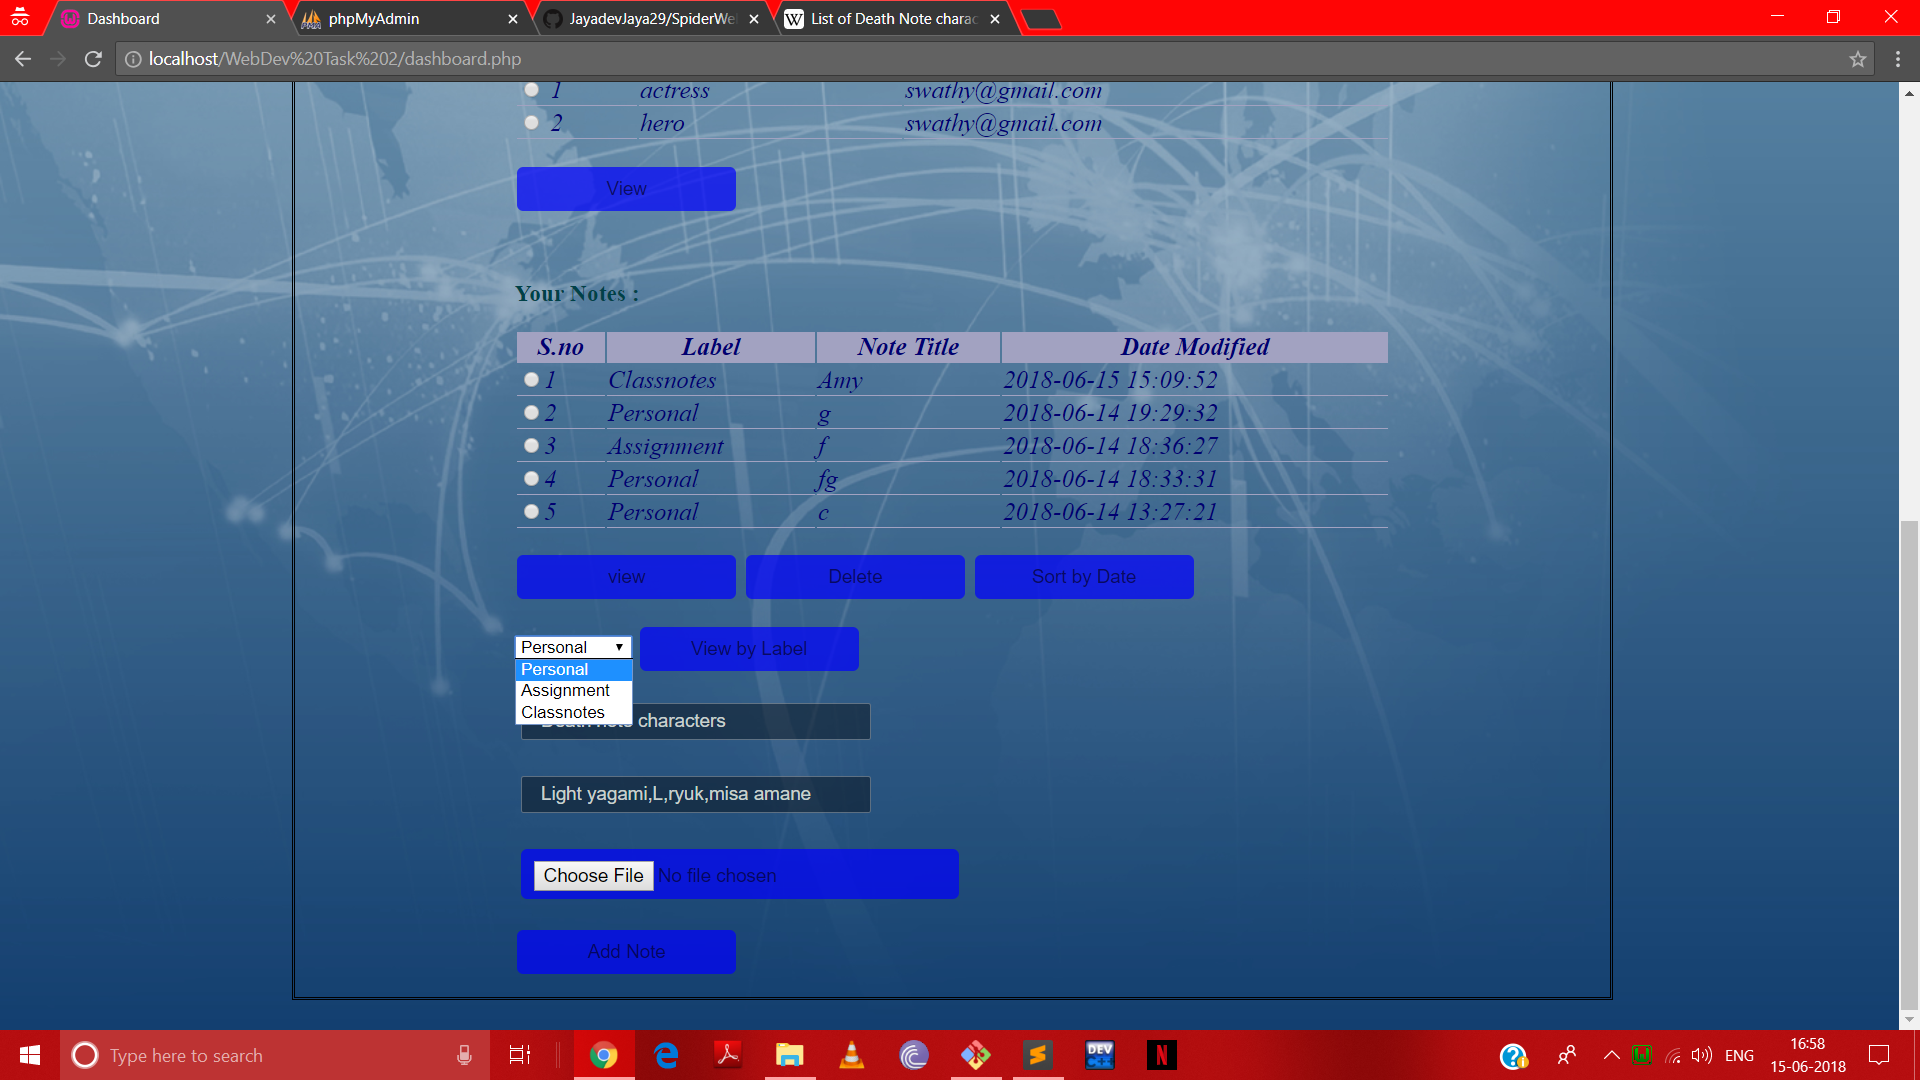 Dashboard
phpMyAdmin
JayadevJaya29/SpiderWe
List of Death Note charac
localhost/WebDev%20Task%202/dashboard.php
1 actress swathy@gmail.com
2 hero swathy@gmail.com
View
Your Notes :
S.no Label Note Title Date Modified
1 Classnotes Amy 2018-06-15 15:09:52
2 Personal g 2018-06-14 19:29:32
3 Assignment f 2018-06-14 18:36:27
4 Personal fg 2018-06-14 18:33:31
5 Personal c 2018-06-14 13:27:21
view Delete Sort by Date
Personal View by Label
Personal
Assignment
Classnotes
characters
Light yagami,L,ryuk,misa amane
Choose File No file chosen
Add Note
Type here to search
DEV C++
N
ENG
16:58
15-06-2018